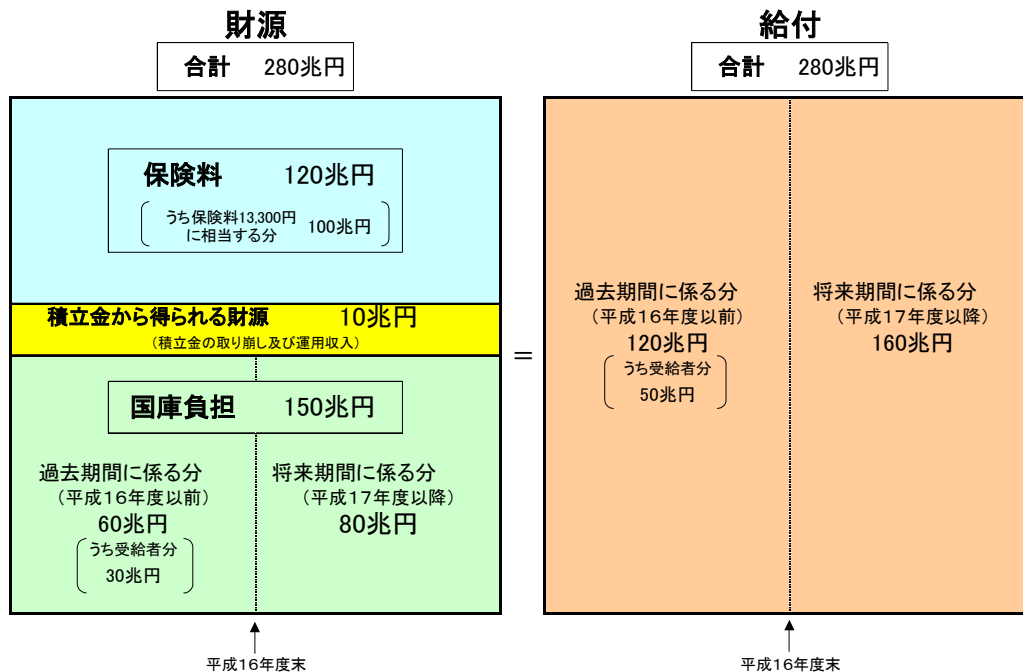 財源
合計 280兆円
保険料 120兆円
うち保険料13,300円
に相当する分 100兆円
積立金から得られる財源 10兆円
(積立金の取り崩し及び運用収入)
国庫負担 150兆円
過去期間に係る分
(平成16年度以前)
60兆円
うち受給者分
30兆円
将来期間に係る分
(平成17年度以降)
80兆円
平成16年度末
=
給付
合計 280兆円
過去期間に係る分
(平成16年度以前)
120兆円
うち受給者分
50兆円
将来期間に係る分
(平成17年度以降)
160兆円
平成16年度末